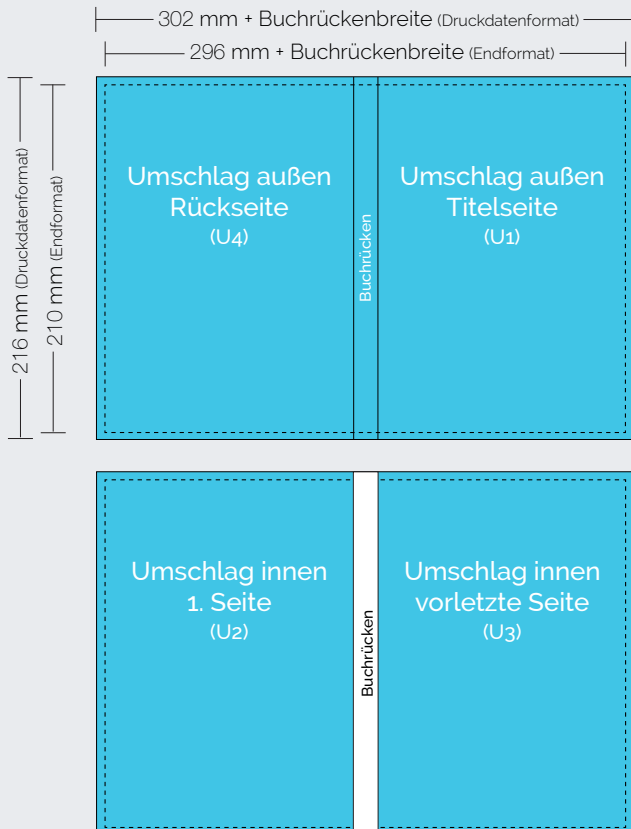 302 mm + Buchrückenbreite (Druckdatenformat)
296 mm + Buchrückenbreite (Endformat)
216 mm (Druckdatenformat)
210 mm (Endformat)
Umschlag außen
Rückseite
(U4)
Buchrücken
Umschlag außen
Titelseite
(U1)
Umschlag innen
1. Seite
(U2)
Buchrücken
Umschlag innen
vorletzte Seite
(U3)